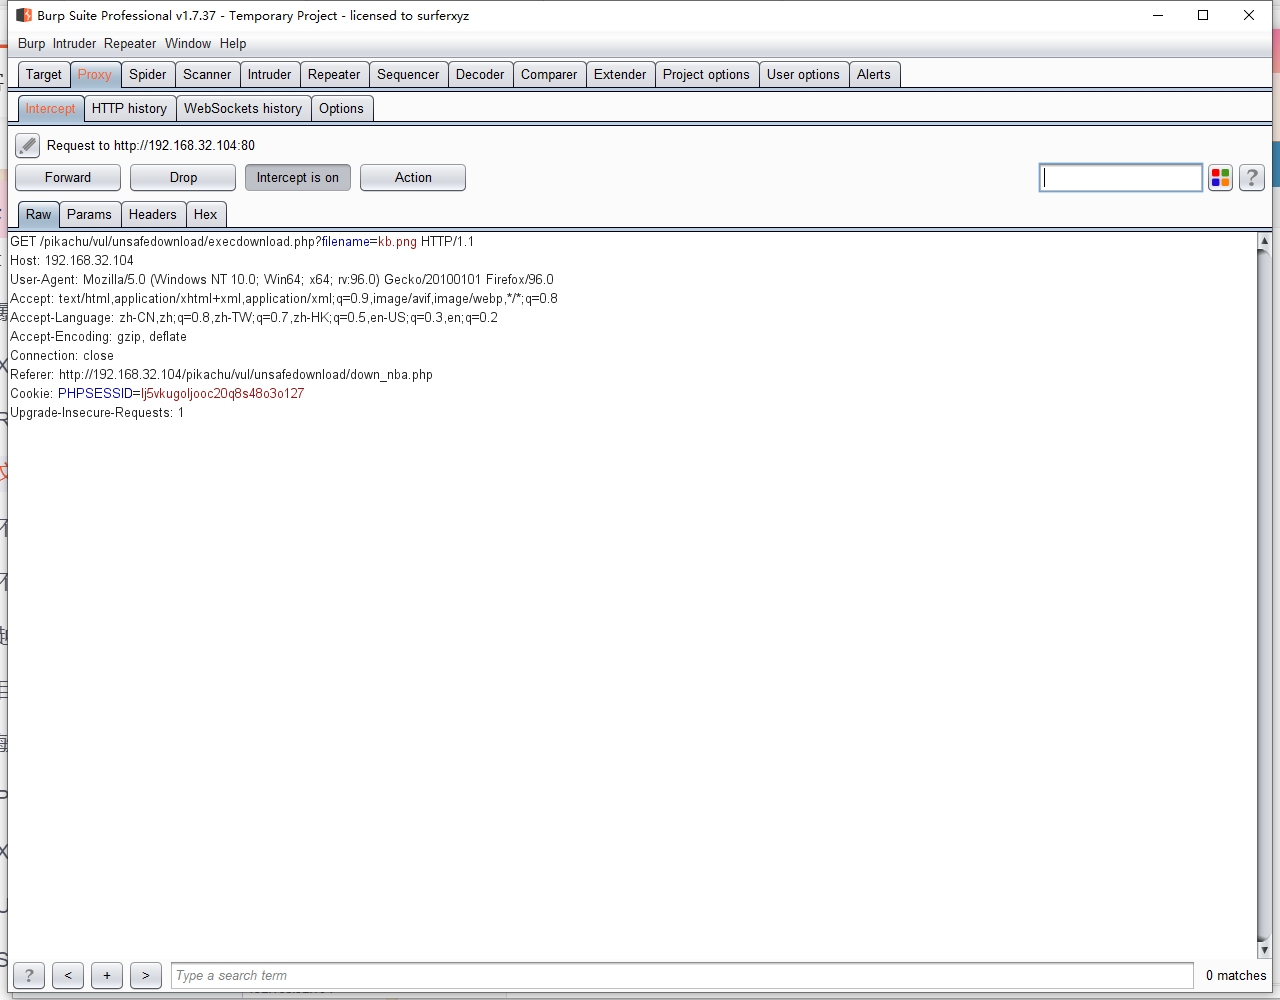 Burp Suite Professional v1.7.37 - Temporary Project - licensed to surferxyz
Burp Intruder Repeater Window Help
Target Proxy Spider Scanner Intruder Repeater Sequencer Decoder Comparer Extender Project options User options Alerts
Intercept HTTP history WebSockets history Options
Request to http://192.168.32.104:80
Forward Drop Intercept is on Action ?
Raw Params Headers Hex
GET /pikachu/vul/unsafedownload/execdownload.php?filename=kb.png HTTP/1.1
Host: 192.168.32.104
User-Agent: Mozilla/5.0 (Windows NT 10.0; Win64; x64; rv:96.0) Gecko/20100101 Firefox/96.0
Accept: text/html,application/xhtml+xml,application/xml;q=0.9,image/avif,image/webp,*/*;q=0.8
Accept-Language: zh-CN,zh;q=0.8,zh-TW;q=0.7,zh-HK;q=0.5,en-US;q=0.3,en;q=0.2
Accept-Encoding: gzip, deflate
Connection: close
Referer: http://192.168.32.104/pikachu/vul/unsafedownload/down_nba.php
Cookie: PHPSESSID=lj5vkugoljooc20q8s48o3o127
Upgrade-Insecure-Requests: 1
? < + > Type a search term 0 matches